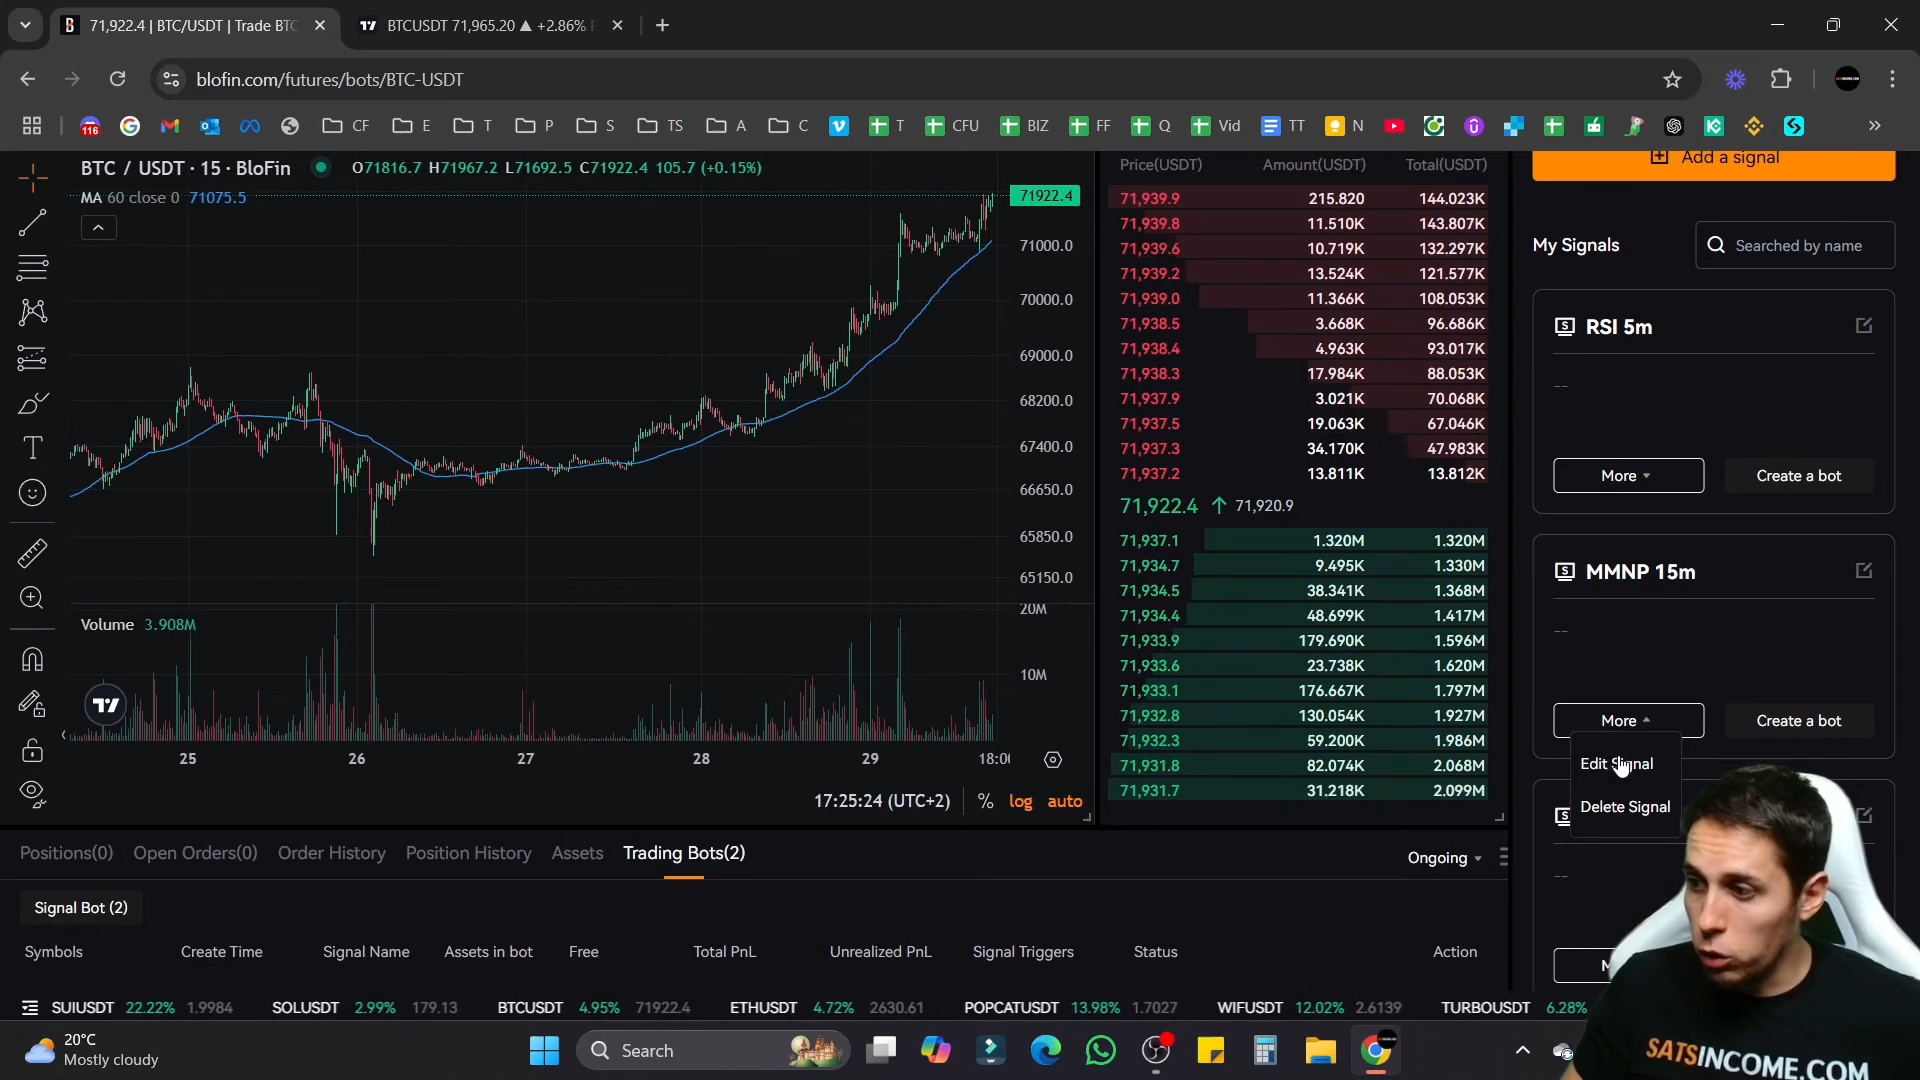 71,922.4 | BTC/USDT | Trade BTC
BTCUSDT 71,965.20 ▲ +2.86%
blofin.com/futures/bots/BTC-USDT
116
CF
E
T
P
S
TS
A
C
T
CFU
BIZ
FF
Q
Vid
TT
N
BTC / USDT · 15 · BloFin
O71816.7 H71967.2 L71692.5 C71922.4 105.7 (+0.15%)
MA 60 close 0 71075.5
71922.4
71000.0
70000.0
69000.0
68200.0
67400.0
66650.0
65850.0
65150.0
Volume 3.908M
20M
10M
25 26 27 28 29 18:00
17:25:24 (UTC+2) % log auto
Price(USDT) Amount(USDT) Total(USDT)
71,939.9 215.820 144.023K
71,939.8 11.510K 143.807K
71,939.6 10.719K 132.297K
71,939.2 13.524K 121.577K
71,939.0 11.366K 108.053K
71,938.5 3.668K 96.686K
71,938.4 4.963K 93.017K
71,938.3 17.984K 88.053K
71,937.9 3.021K 70.068K
71,937.5 19.063K 67.046K
71,937.3 34.170K 47.983K
71,937.2 13.811K 13.812K
71,922.4 ↑ 71,920.9
71,937.1 1.320M 1.320M
71,934.7 9.495K 1.330M
71,934.5 38.341K 1.368M
71,934.4 48.699K 1.417M
71,933.9 179.690K 1.596M
71,933.6 23.738K 1.620M
71,933.1 176.667K 1.797M
71,932.8 130.054K 1.927M
71,932.3 59.200K 1.986M
71,931.8 82.074K 2.068M
71,931.7 31.218K 2.099M
Add a signal
My Signals
Searched by name
RSI 5m
--
More
Create a bot
MMNP 15m
--
More
Create a bot
Edit Signal
Delete Signal
--
Positions(0) Open Orders(0) Order History Position History Assets Trading Bots(2)
Ongoing
Signal Bot (2)
Symbols Create Time Signal Name Assets in bot Free Total PnL Unrealized PnL Signal Triggers Status Action
SUIUSDT 22.22% 1.9984 SOLUSDT 2.99% 179.13 BTCUSDT 4.95% 71922.4 ETHUSDT 4.72% 2630.61 POPCATUSDT 13.98% 1.7027 WIFUSDT 12.02% 2.6139 TURBOUSDT 6.28%
20°C
Mostly cloudy
Search
SATSINCOME.COM